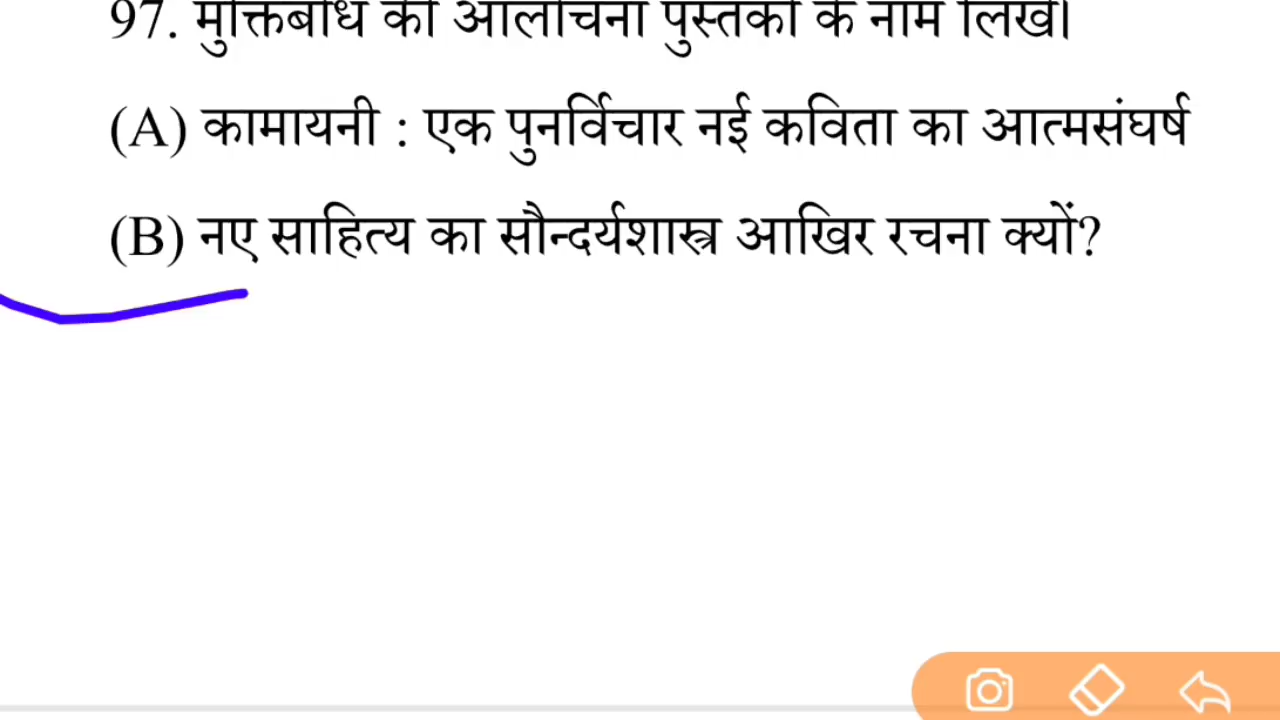 97. मुक्तिबोध की आलोचना पुस्तकों के नाम लिखें।
(A) कामायनी : एक पुनर्विचार नई कविता का आत्मसंघर्ष
(B) नए साहित्य का सौन्दर्यशास्त्र आखिर रचना क्यों?